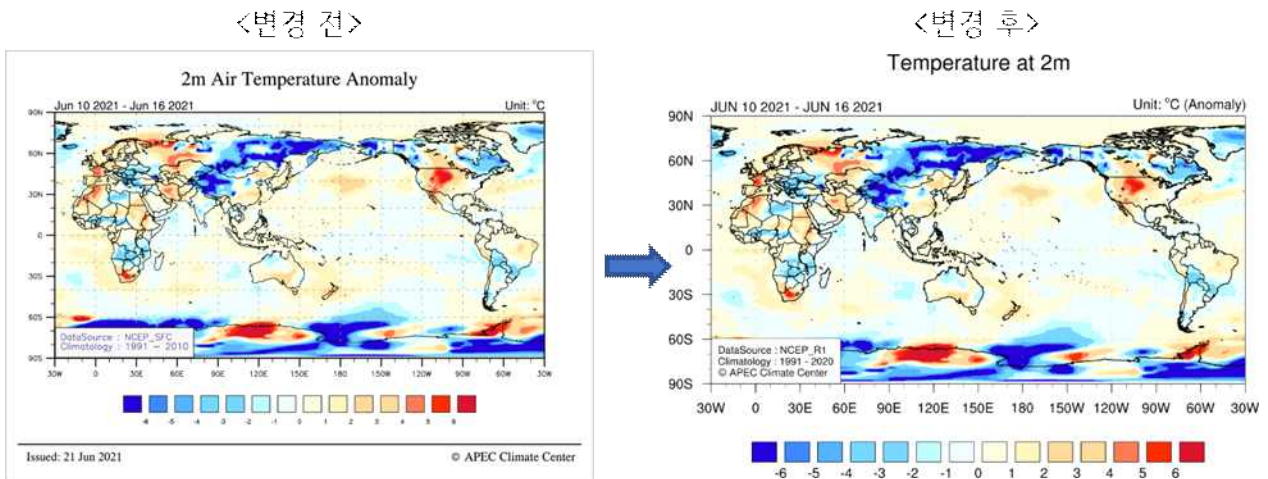 <변경 전>
2m Air Temperature Anomaly
Jun 10 2021 - Jun 16 2021 Unit: °C
90N
60N
30N
0
30S
60S
90S
DataSource : NCEP_SFC
Climatology : 1991 - 2010
30W 0 30E 60E 90E 120E 150E 180 150W 120W 90W 60W 30W
-6 -5 -4 -3 -2 -1 0 1 2 3 4 5 6
Issued: 21 Jun 2021 © APEC Climate Center
<변경 후>
Temperature at 2m
JUN 10 2021 - JUN 16 2021 Unit: °C (Anomaly)
90N
60N
30N
0
30S
60S
90S
DataSource : NCEP_R1
Climatology : 1991 - 2020
© APEC Climate Center
30W 0 30E 60E 90E 120E 150E 180 150W 120W 90W 60W 30W
-6 -5 -4 -3 -2 -1 0 1 2 3 4 5 6